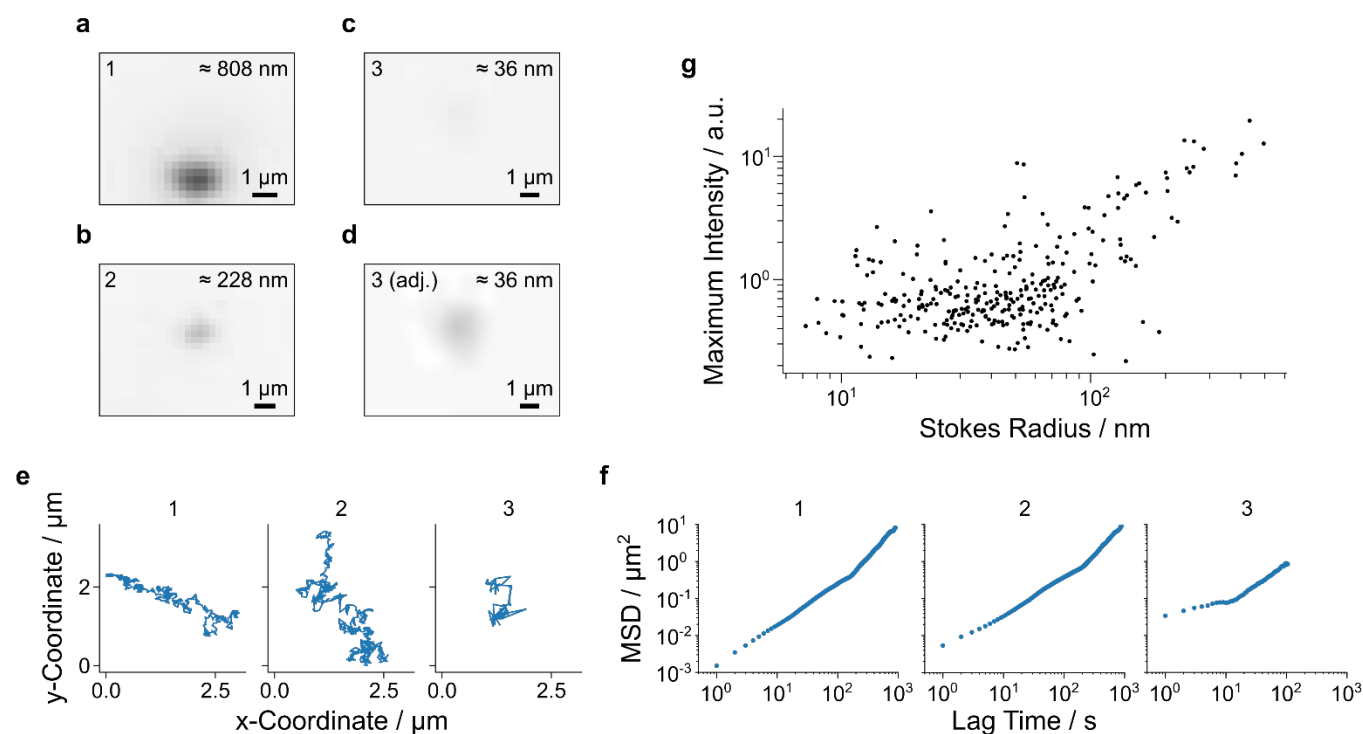 a
1 ≈ 808 nm
1 µm
b
2 ≈ 228 nm
1 µm
c
3 ≈ 36 nm
1 µm
d
3 (adj.) ≈ 36 nm
1 µm
g
Maximum Intensity / a.u.
10¹
10⁰
10¹ 10²
Stokes Radius / nm
e
1 2 3
y-Coordinate / µm
2
0
0.0 2.5 0.0 2.5 0.0 2.5
x-Coordinate / µm
f
1 2 3
MSD / µm²
10¹
10⁰
10⁻¹
10⁻²
10⁻³
10⁰ 10¹ 10² 10³ 10⁰ 10¹ 10² 10³ 10⁰ 10¹ 10² 10³
Lag Time / s